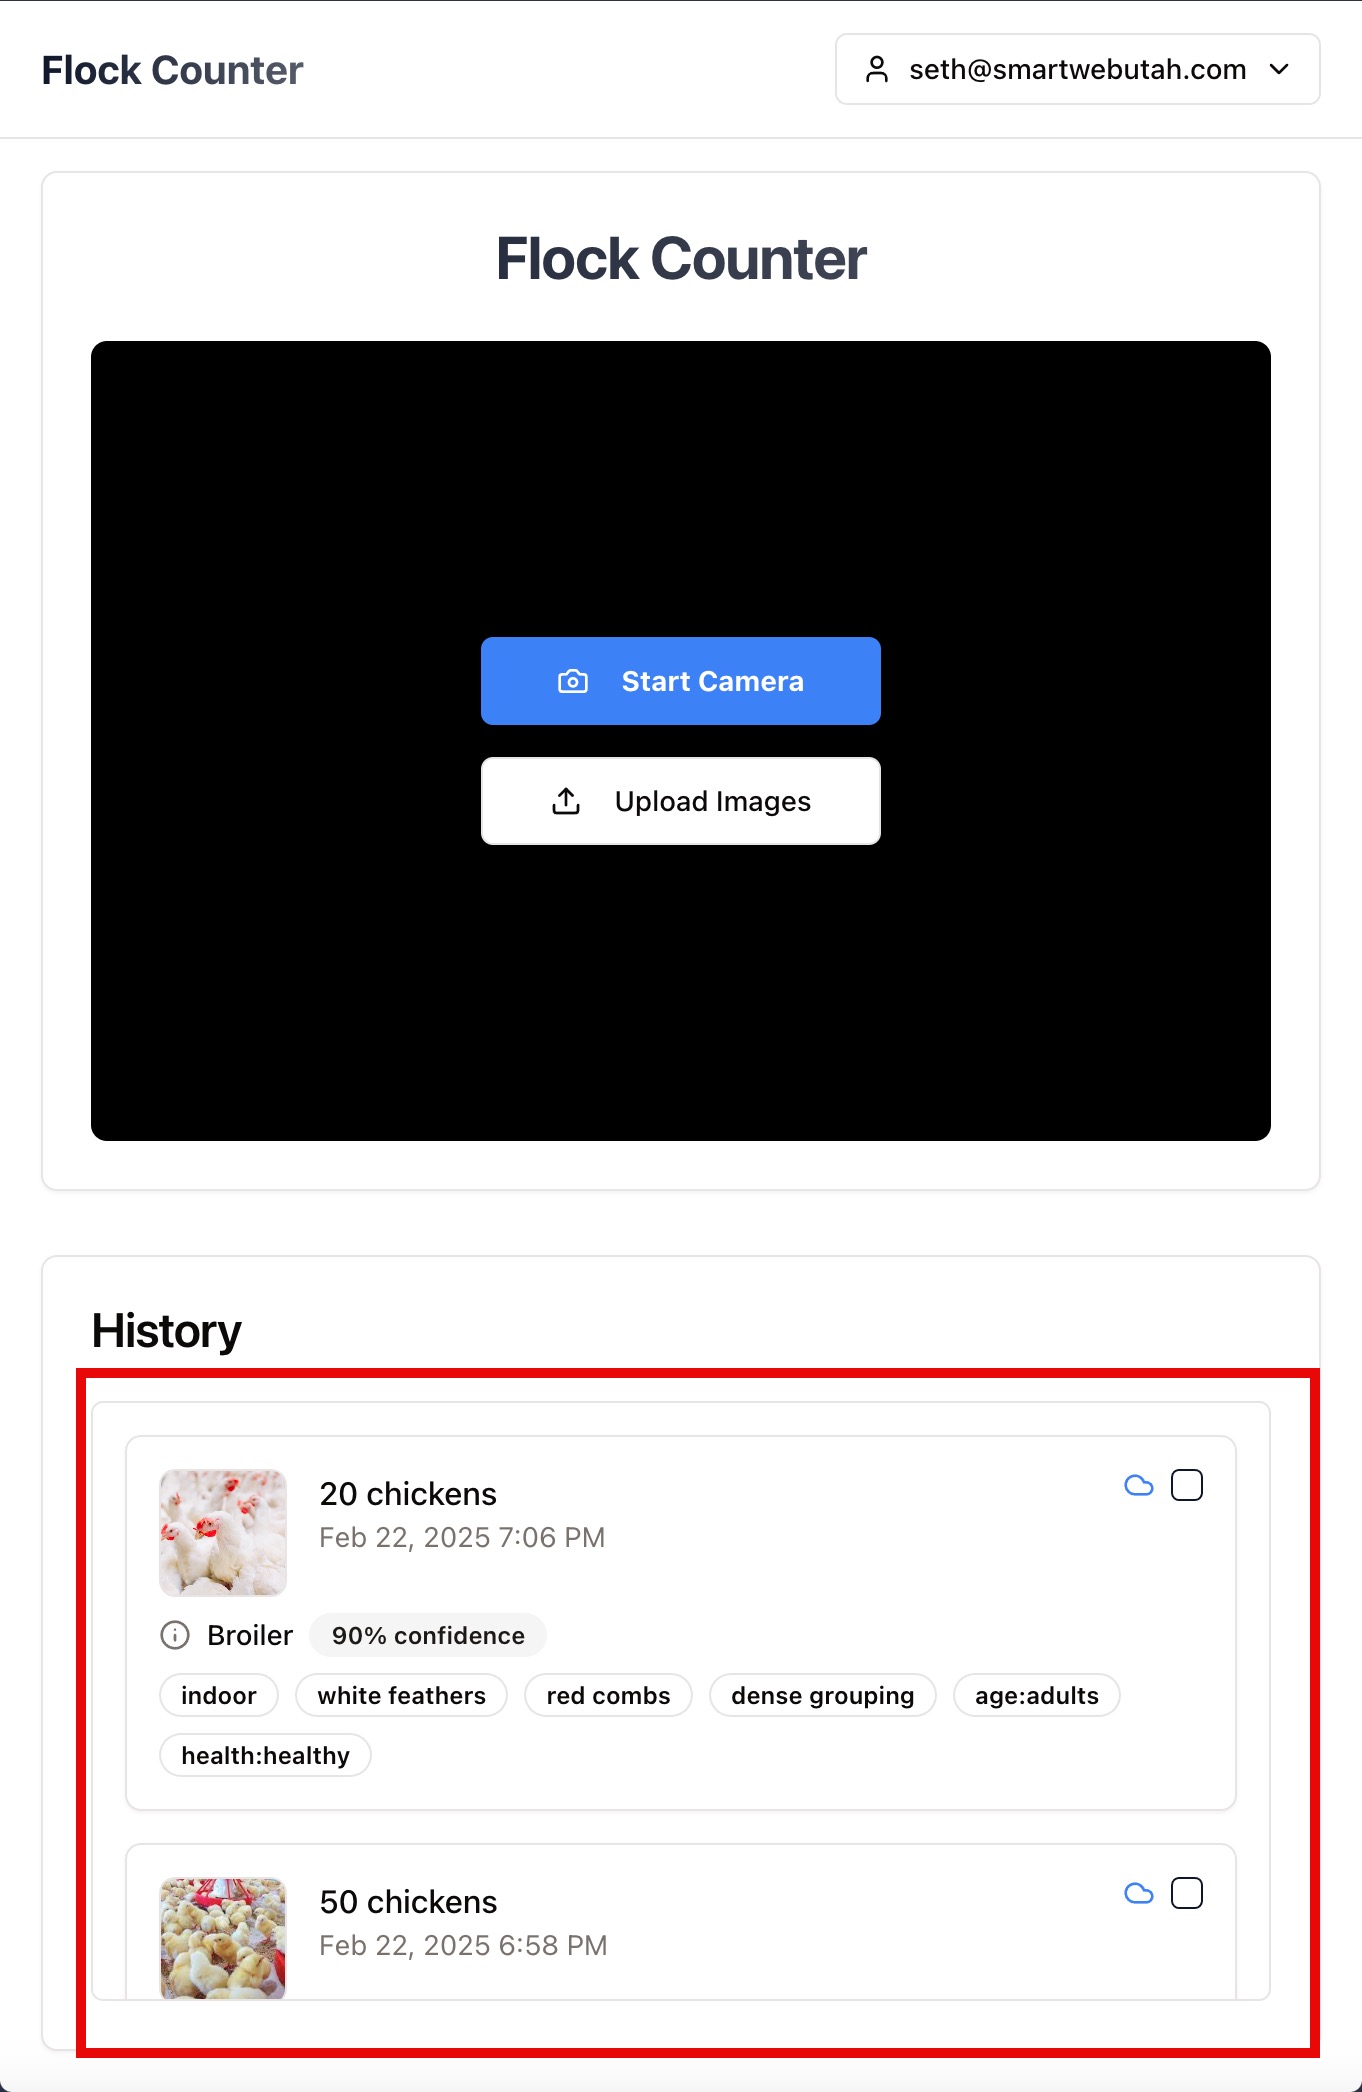 Flock Counter
seth@smartwebutah.com
Flock Counter
Start Camera
Upload Images
History
20 chickens
Feb 22, 2025 7:06 PM
Broiler 90% confidence
indoor white feathers red combs dense grouping age:adults
health:healthy
50 chickens
Feb 22, 2025 6:58 PM